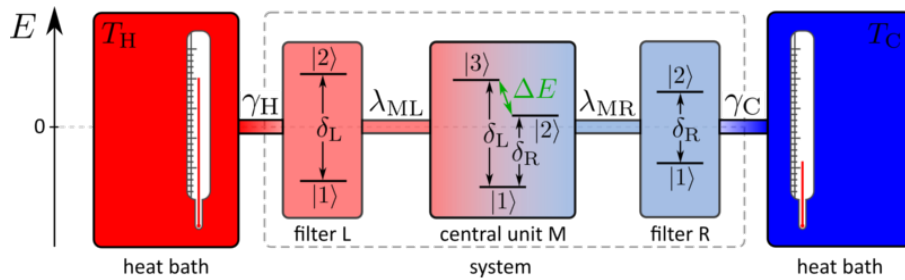 E
0
T_H
γ_H
|2⟩
δ_L
|1⟩
λ_ML
|3⟩
ΔE
|2⟩
δ_L
δ_R
|1⟩
λ_MR
|2⟩
δ_R
|1⟩
γ_C
T_C
filter L
central unit M
filter R
heat bath
system
heat bath